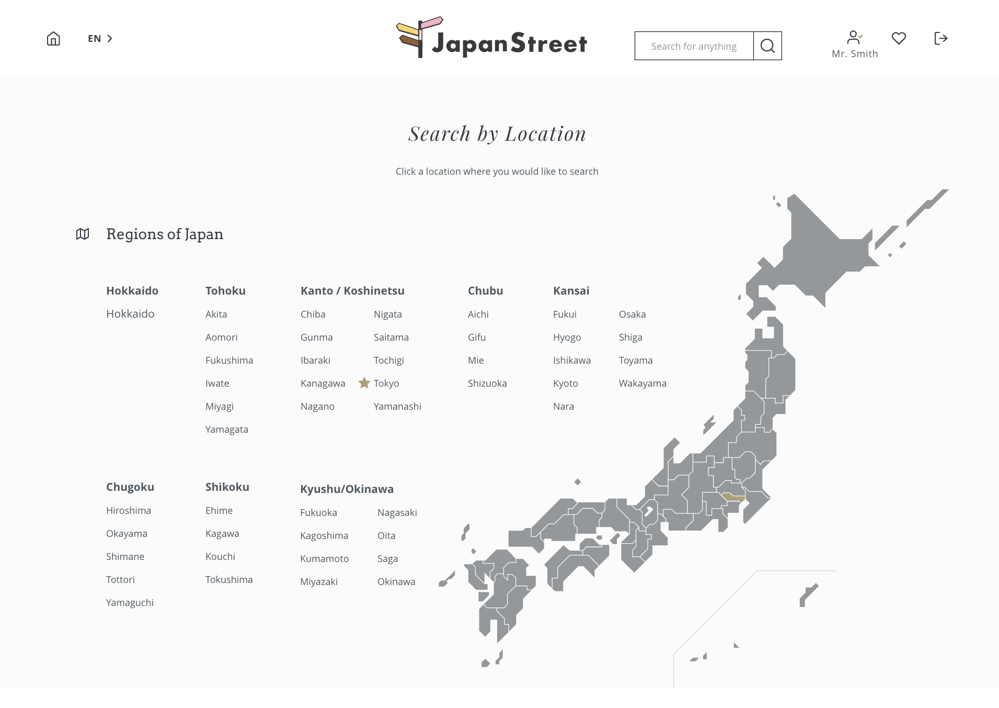 EN
JapanStreet
Search for anything
Mr. Smith
Search by Location
Click a location where you would like to search
Regions of Japan
Hokkaido
Hokkaido
Tohoku
Akita
Aomori
Fukushima
Iwate
Miyagi
Yamagata
Kanto / Koshinetsu
Chiba
Gunma
Ibaraki
Kanagawa
Nagano
Nigata
Saitama
Tochigi
Tokyo
Yamanashi
Chubu
Aichi
Gifu
Mie
Shizuoka
Kansai
Fukui
Hyogo
Ishikawa
Kyoto
Nara
Osaka
Shiga
Toyama
Wakayama
Chugoku
Hiroshima
Okayama
Shimane
Tottori
Yamaguchi
Shikoku
Ehime
Kagawa
Kouchi
Tokushima
Kyushu/Okinawa
Fukuoka
Kagoshima
Kumamoto
Miyazaki
Nagasaki
Oita
Saga
Okinawa